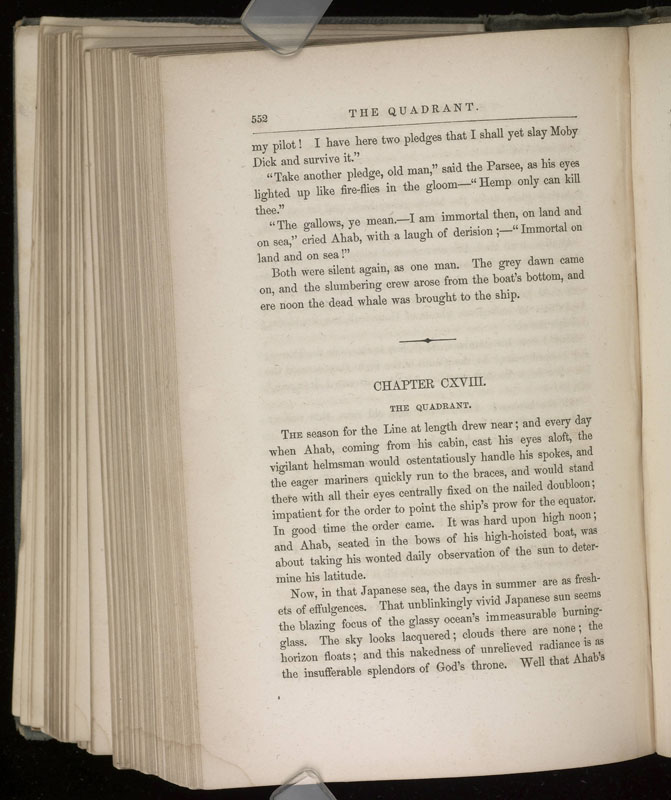 552
THE QUADRANT.
my pilot! I have here two pledges that I shall yet slay Moby
Dick and survive it.”
“Take another pledge, old man,” said the Parsee, as his eyes
lighted up like fire-flies in the gloom—“Hemp only can kill
thee.”
“The gallows, ye mean.—I am immortal then, on land and
on sea,” cried Ahab, with a laugh of derision;—“Immortal on
land and on sea!”
Both were silent again, as one man. The grey dawn came
on, and the slumbering crew arose from the boat’s bottom, and
ere noon the dead whale was brought to the ship.
CHAPTER CXVIII.
THE QUADRANT.
THE season for the Line at length drew near; and every day
when Ahab, coming from his cabin, cast his eyes aloft, the
vigilant helmsman would ostentatiously handle his spokes, and
the eager mariners quickly run to the braces, and would stand
there with all their eyes centrally fixed on the nailed doubloon;
impatient for the order to point the ship’s prow for the equator.
In good time the order came. It was hard upon high noon;
and Ahab, seated in the bows of his high-hoisted boat, was
about taking his wonted daily observation of the sun to deter-
mine his latitude.
Now, in that Japanese sea, the days in summer are as fresh-
ets of effulgences. That unblinkingly vivid Japanese sun seems
the blazing focus of the glassy ocean’s immeasurable burning-
glass. The sky looks lacquered; clouds there are none; the
horizon floats; and this nakedness of unrelieved radiance is as
the insufferable splendors of God’s throne. Well that Ahab’s